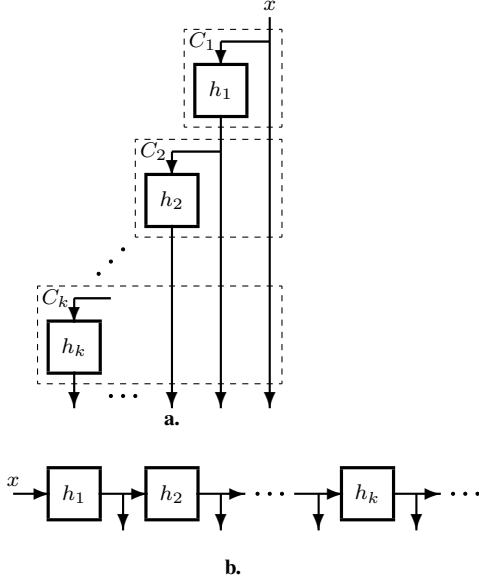 x
C₁
h₁
C₂
h₂
Cₖ
hₖ
...
a.
x h₁ h₂ ... hₖ ...
b.